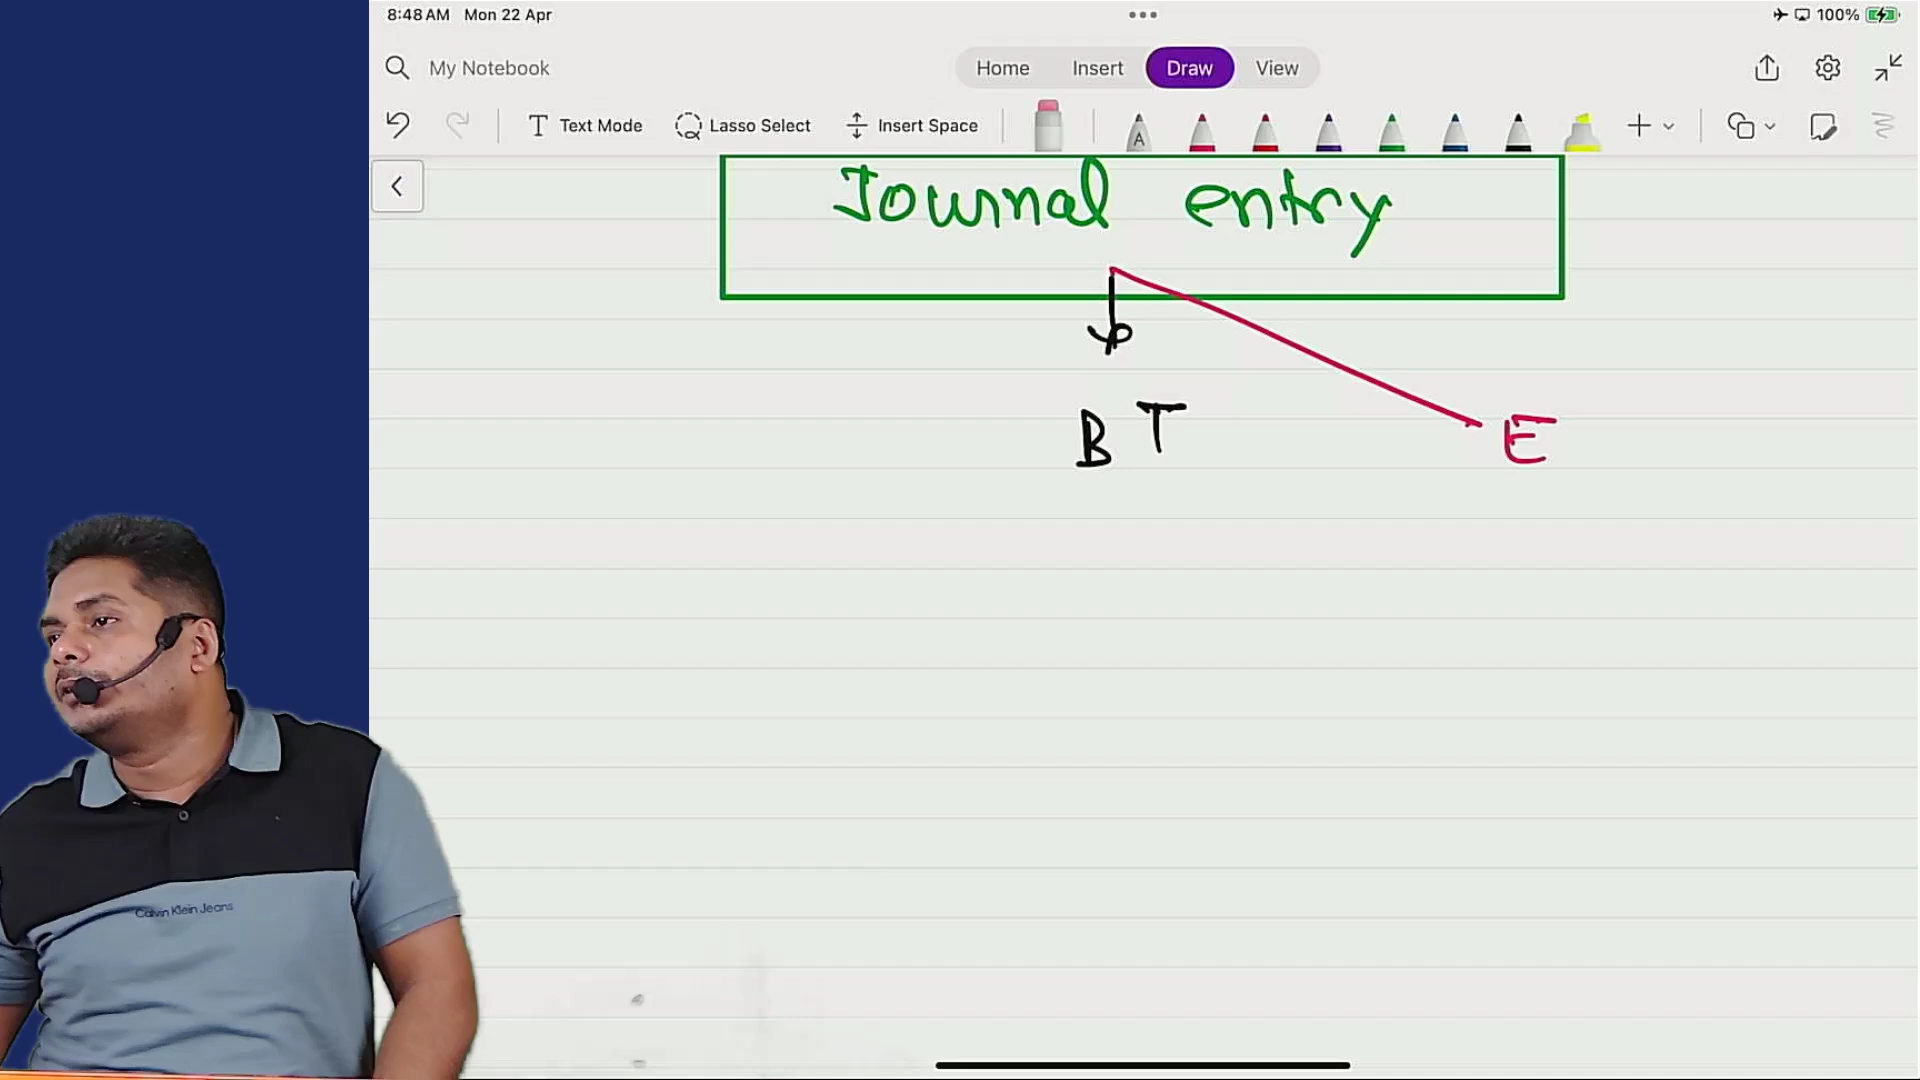 8:48 AM Mon 22 Apr
100%
My Notebook
Home Insert Draw View
Text Mode Lasso Select Insert Space
A
Journal entry
B T
E
Calvin Klein Jeans